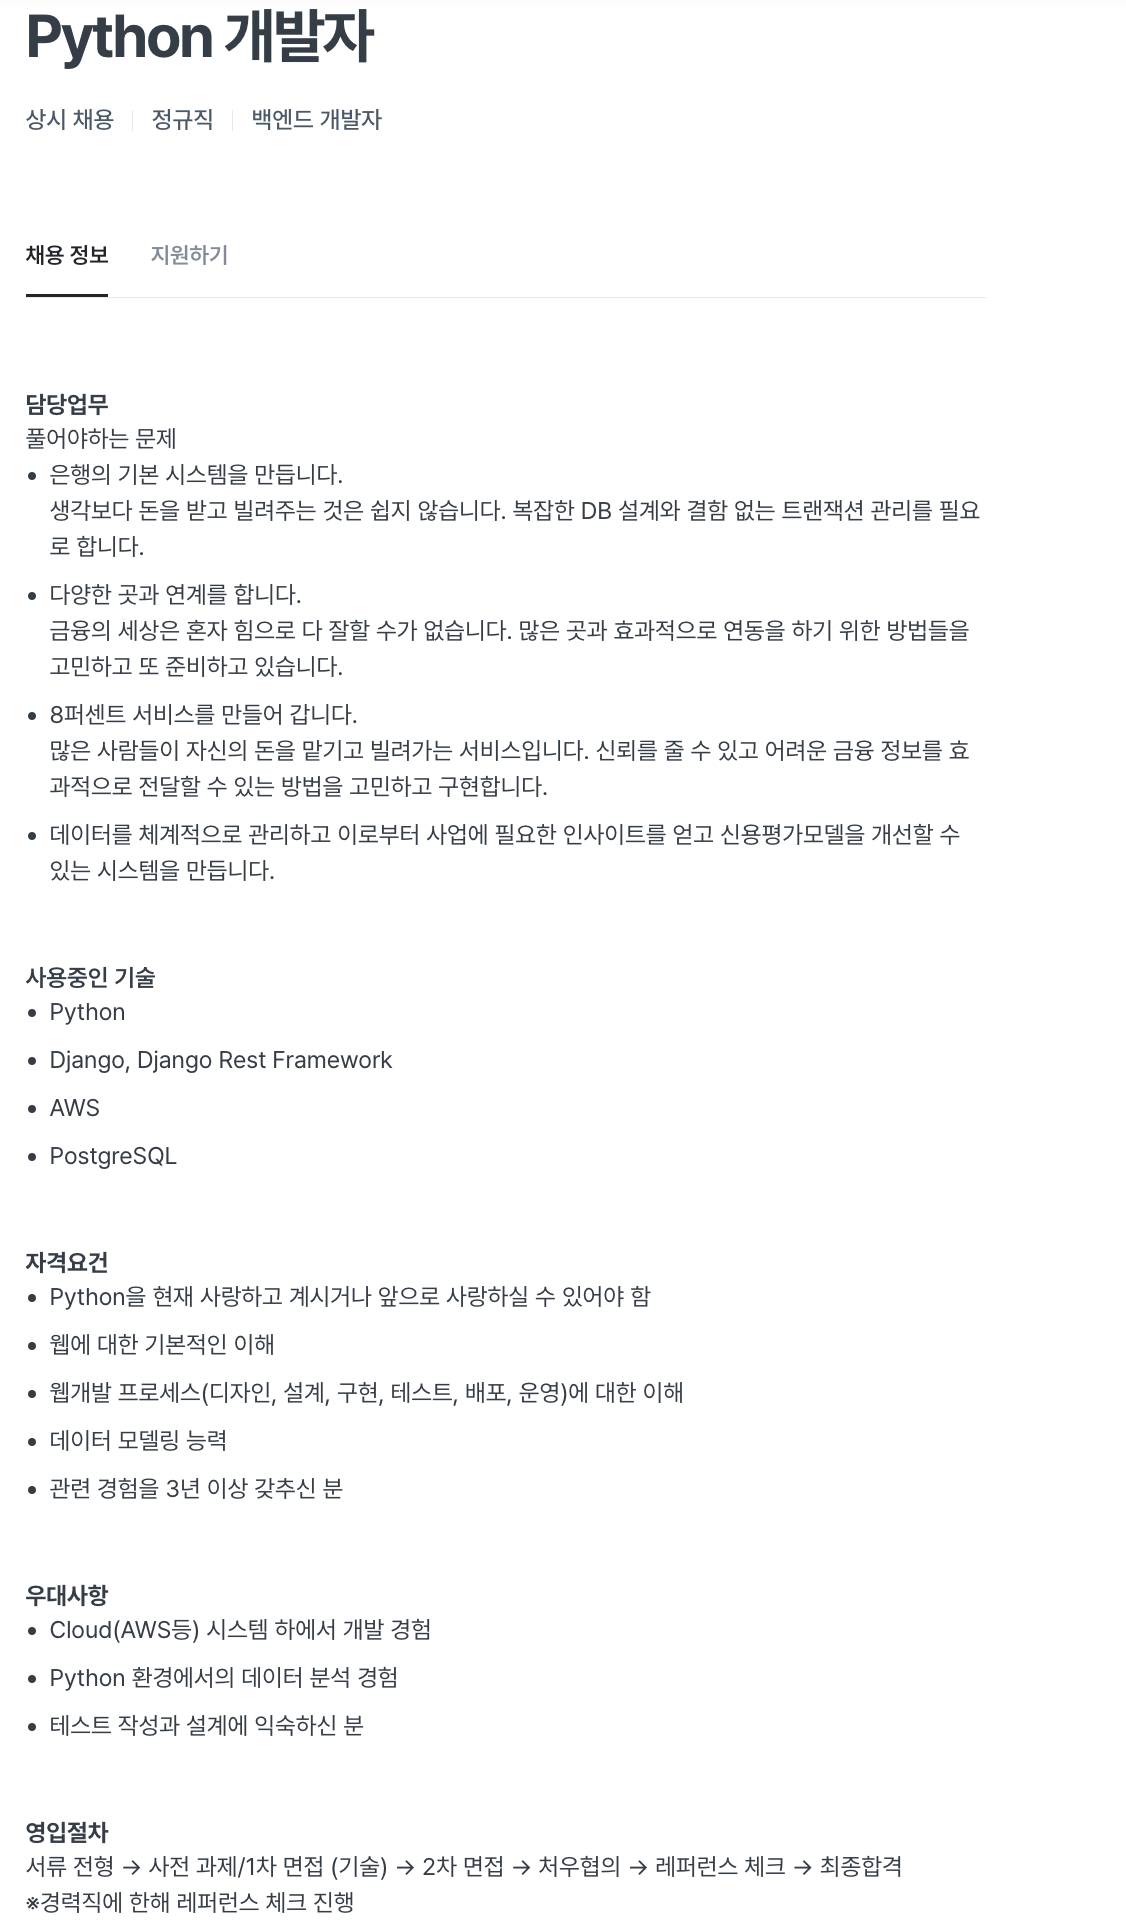 Python 개발자
상시 채용 정규직 백엔드 개발자
채용 정보 지원하기
담당업무
풀어야하는 문제
• 은행의 기본 시스템을 만듭니다.
생각보다 돈을 받고 빌려주는 것은 쉽지 않습니다. 복잡한 DB 설계와 결함 없는 트랜잭션 관리를 필요
로 합니다.
• 다양한 곳과 연계를 합니다.
금융의 세상은 혼자 힘으로 다 잘할 수가 없습니다. 많은 곳과 효과적으로 연동을 하기 위한 방법들을
고민하고 또 준비하고 있습니다.
• 8퍼센트 서비스를 만들어 갑니다.
많은 사람들이 자신의 돈을 맡기고 빌려가는 서비스입니다. 신뢰를 줄 수 있고 어려운 금융 정보를 효
과적으로 전달할 수 있는 방법을 고민하고 구현합니다.
• 데이터를 체계적으로 관리하고 이로부터 사업에 필요한 인사이트를 얻고 신용평가모델을 개선할 수
있는 시스템을 만듭니다.
사용중인 기술
• Python
• Django, Django Rest Framework
• AWS
• PostgreSQL
자격요건
• Python을 현재 사랑하고 계시거나 앞으로 사랑하실 수 있어야 함
• 웹에 대한 기본적인 이해
• 웹개발 프로세스(디자인, 설계, 구현, 테스트, 배포, 운영)에 대한 이해
• 데이터 모델링 능력
• 관련 경험을 3년 이상 갖추신 분
우대사항
• Cloud(AWS등) 시스템 하에서 개발 경험
• Python 환경에서의 데이터 분석 경험
• 테스트 작성과 설계에 익숙하신 분
영입절차
서류 전형 → 사전 과제/1차 면접 (기술) → 2차 면접 → 처우협의 → 레퍼런스 체크 → 최종합격
※경력직에 한해 레퍼런스 체크 진행